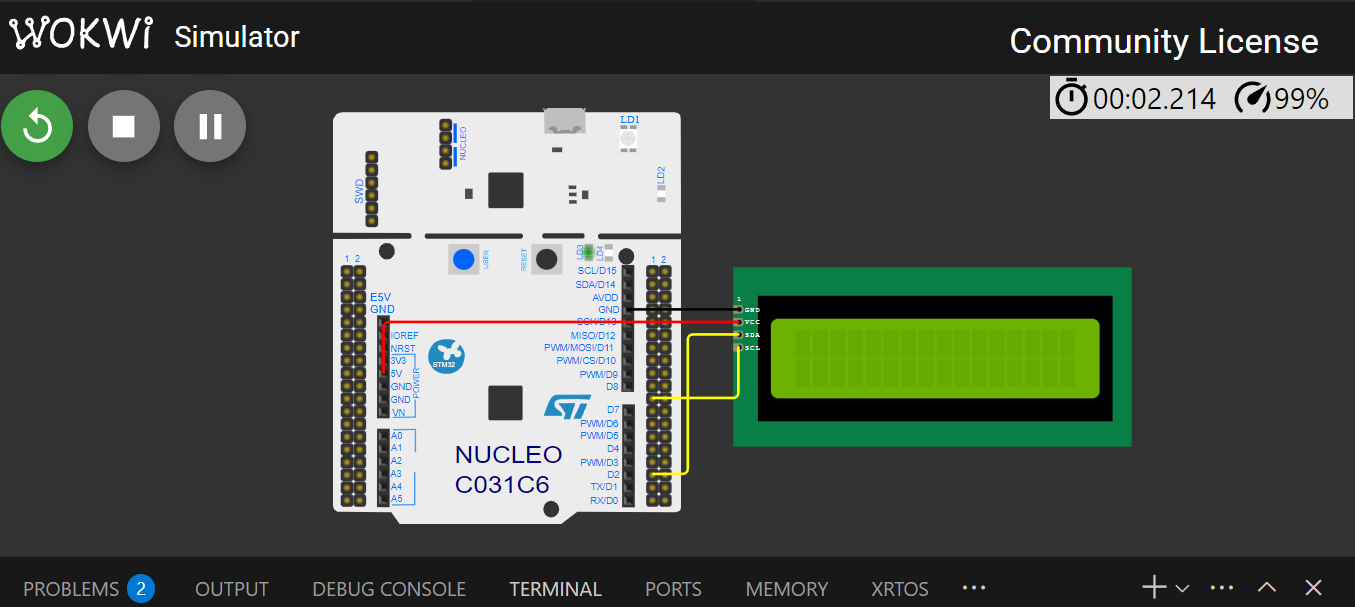 WOKWI Simulator
Community License
00:02.214 99%
LD1
NUCLEO
LD2
SWD
USER
RESET
LD3
LD4
1 2
1 2
SCL/D15
SDA/D14
AVDD
GND
SCK/D13
MISO/D12
PWM/MOSI/D11
PWM/CS/D10
PWM/D9
D8
E5V
GND
IOREF
NRST
3V3
5V
GND
GND
VN
POWER
STM32
D7
PWM/D6
PWM/D5
D4
PWM/D3
D2
TX/D1
RX/D0
A0
A1
A2
A3
A4
A5
NUCLEO
C031C6
1
GND
VCC
SDA
SCL
PROBLEMS 2 OUTPUT DEBUG CONSOLE TERMINAL PORTS MEMORY XRTOS